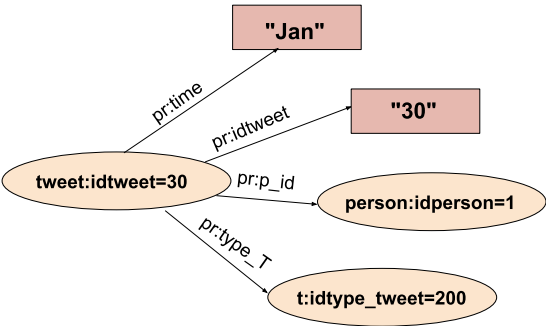 "Jan"
pr:time
"30"
pr:idtweet
tweet:idtweet=30
pr:p_id
person:idperson=1
pr:type_T
t:idtype_tweet=200